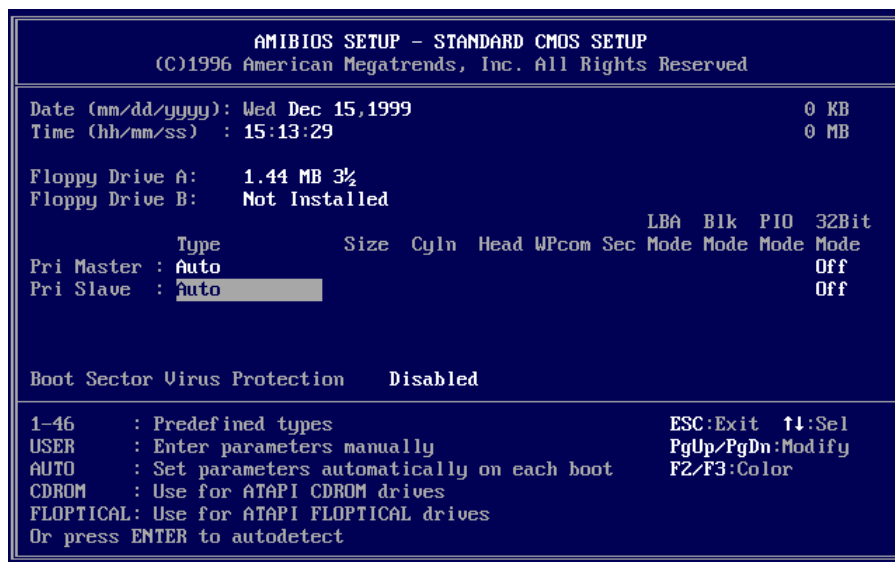 AMIBIOS SETUP – STANDARD CMOS SETUP
(C)1996 American Megatrends, Inc. All Rights Reserved
Date (mm/dd/yyyy): Wed Dec 15,1999 0 KB
Time (hh/mm/ss) : 15:13:29 0 MB
Floppy Drive A: 1.44 MB 3½
Floppy Drive B: Not Installed
LBA Blk PIO 32Bit
Type Size Cyln Head WPcom Sec Mode Mode Mode Mode
Pri Master : Auto Off
Pri Slave : Auto Off
Boot Sector Virus Protection Disabled
1-46 : Predefined types ESC:Exit ↑↓:Sel
USER : Enter parameters manually PgUp/PgDn:Modify
AUTO : Set parameters automatically on each boot F2/F3:Color
CDROM : Use for ATAPI CDROM drives
FLOPTICAL: Use for ATAPI FLOPTICAL drives
Or press ENTER to autodetect